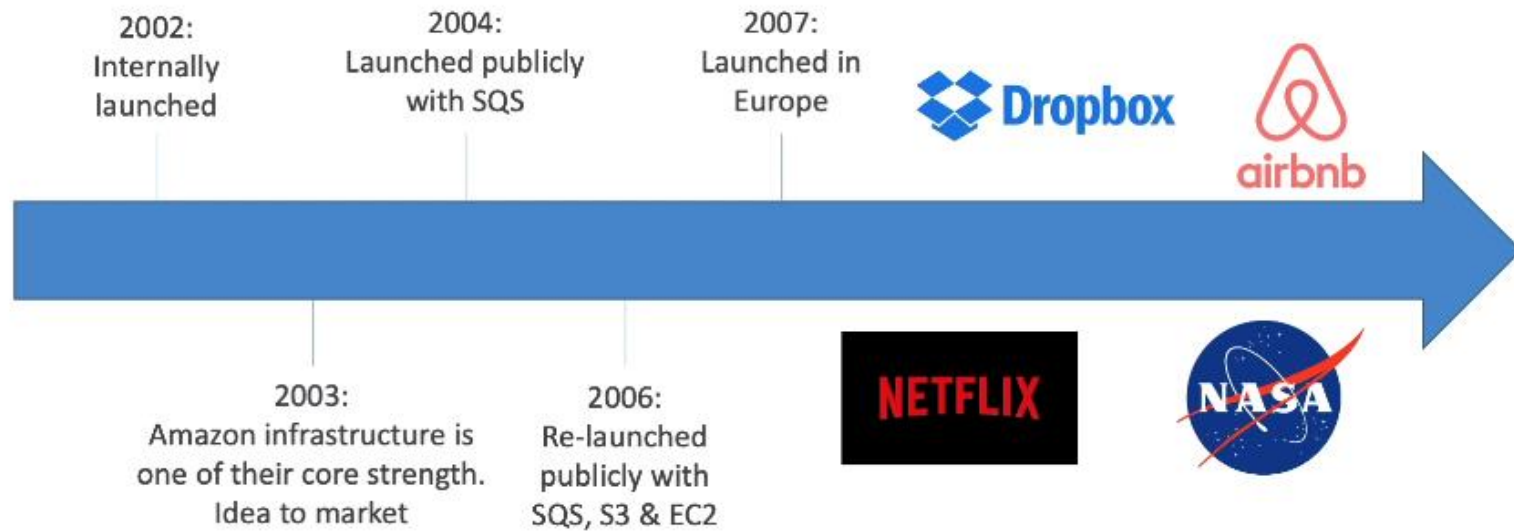 2002:
Internally
launched
2004:
Launched publicly
with SQS
2007:
Launched in
Europe
Dropbox
airbnb
2003:
Amazon infrastructure is
one of their core strength.
Idea to market
2006:
Re-launched
publicly with
SQS, S3 & EC2
NETFLIX
NASA